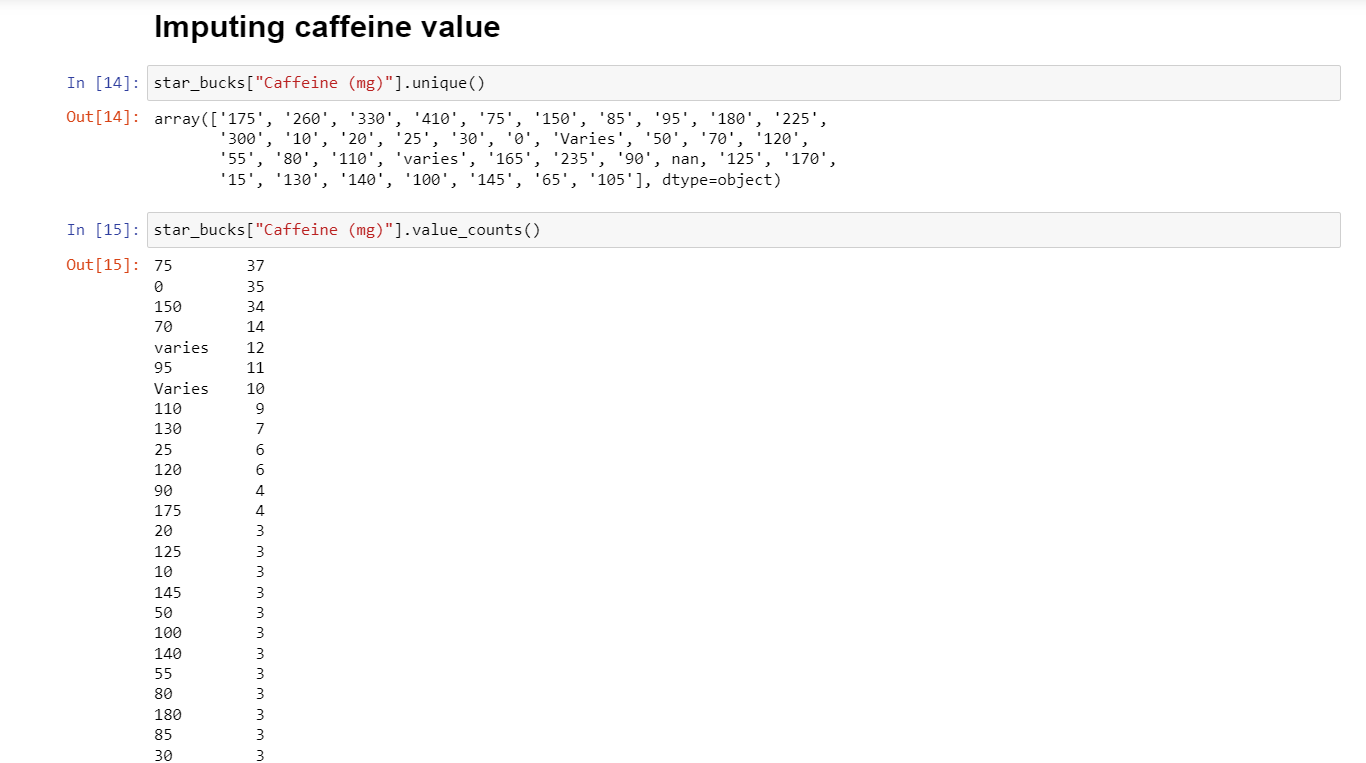 Imputing caffeine value
In [14]: star_bucks["Caffeine (mg)"].unique()
Out[14]: array(['175', '260', '330', '410', '75', '150', '85', '95', '180', '225',
'300', '10', '20', '25', '30', '0', 'Varies', '50', '70', '120',
'55', '80', '110', 'varies', '165', '235', '90', nan, '125', '170',
'15', '130', '140', '100', '145', '65', '105'], dtype=object)
In [15]: star_bucks["Caffeine (mg)"].value_counts()
Out[15]: 75 37
0 35
150 34
70 14
varies 12
95 11
Varies 10
110 9
130 7
25 6
120 6
90 4
175 4
20 3
125 3
10 3
145 3
50 3
100 3
140 3
55 3
80 3
180 3
85 3
30 3